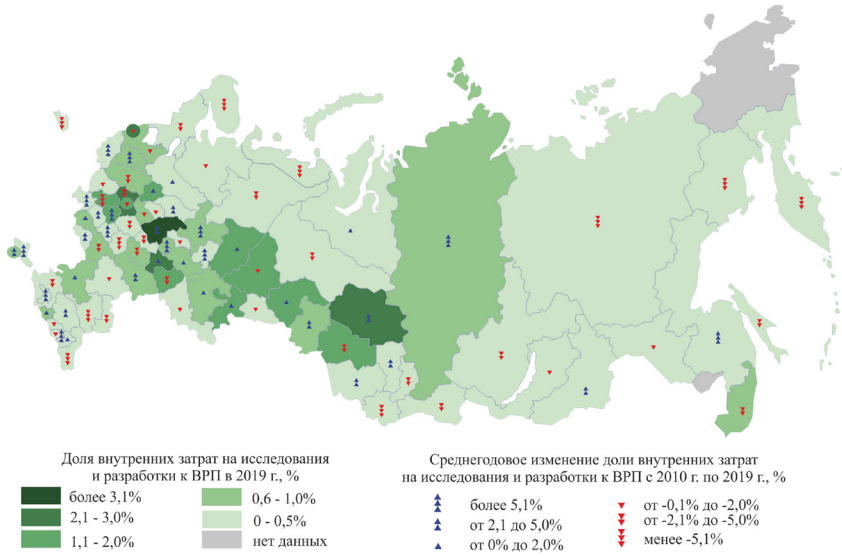 Доля внутренних затрат на исследования
и разработки к ВРП в 2019 г., %
более 3,1%
2,1 - 3,0%
1,1 - 2,0%
0,6 - 1,0%
0 - 0,5%
нет данных
Среднегодовое изменение доли внутренних затрат
на исследования и разработки к ВРП с 2010 г. по 2019 г., %
более 5,1%
от 2,1 до 5,0%
от 0% до 2,0%
от -0,1% до -2,0%
от -2,1% до -5,0%
менее -5,1%